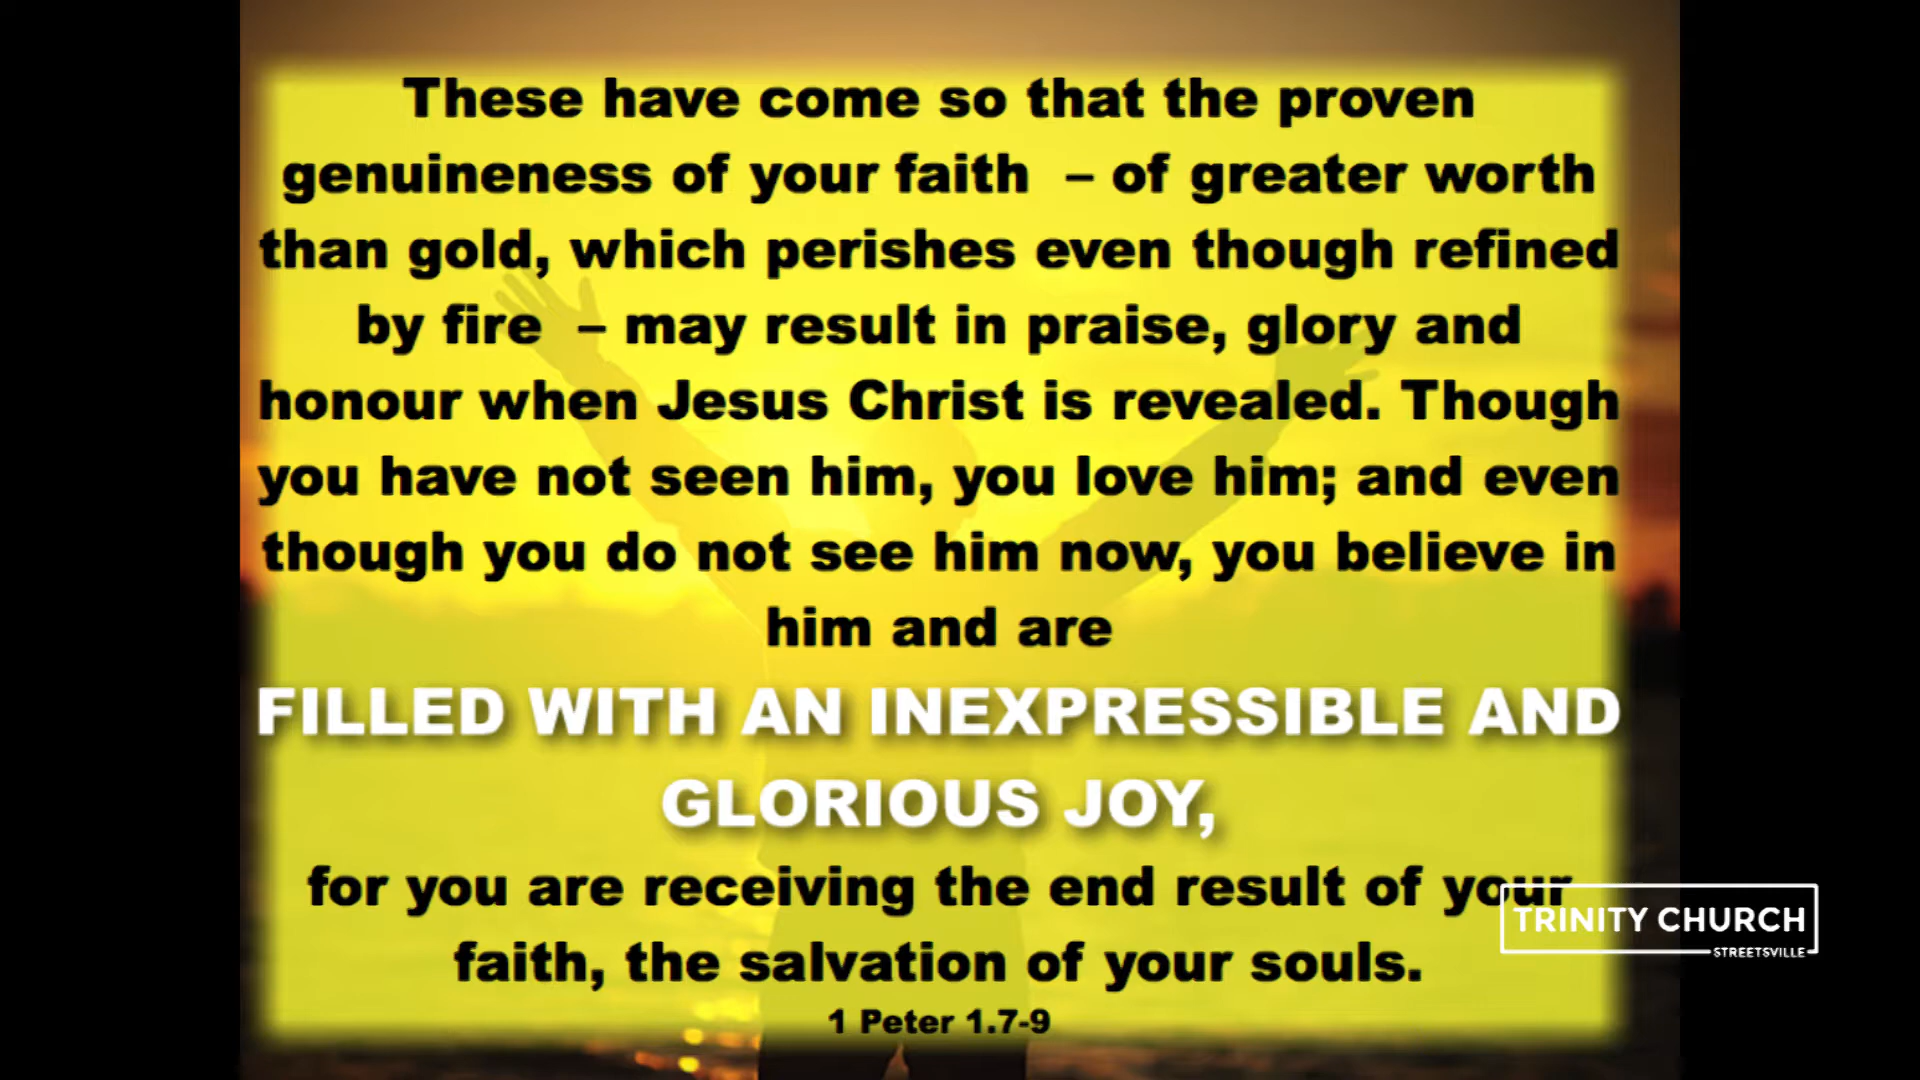 These have come so that the proven
genuineness of your faith – of greater worth
than gold, which perishes even though refined
by fire – may result in praise, glory and
honour when Jesus Christ is revealed. Though
you have not seen him, you love him; and even
though you do not see him now, you believe in
him and are
FILLED WITH AN INEXPRESSIBLE AND
GLORIOUS JOY,
for you are receiving the end result of your
faith, the salvation of your souls.
1 Peter 1.7-9
TRINITY CHURCH
STREETSVILLE